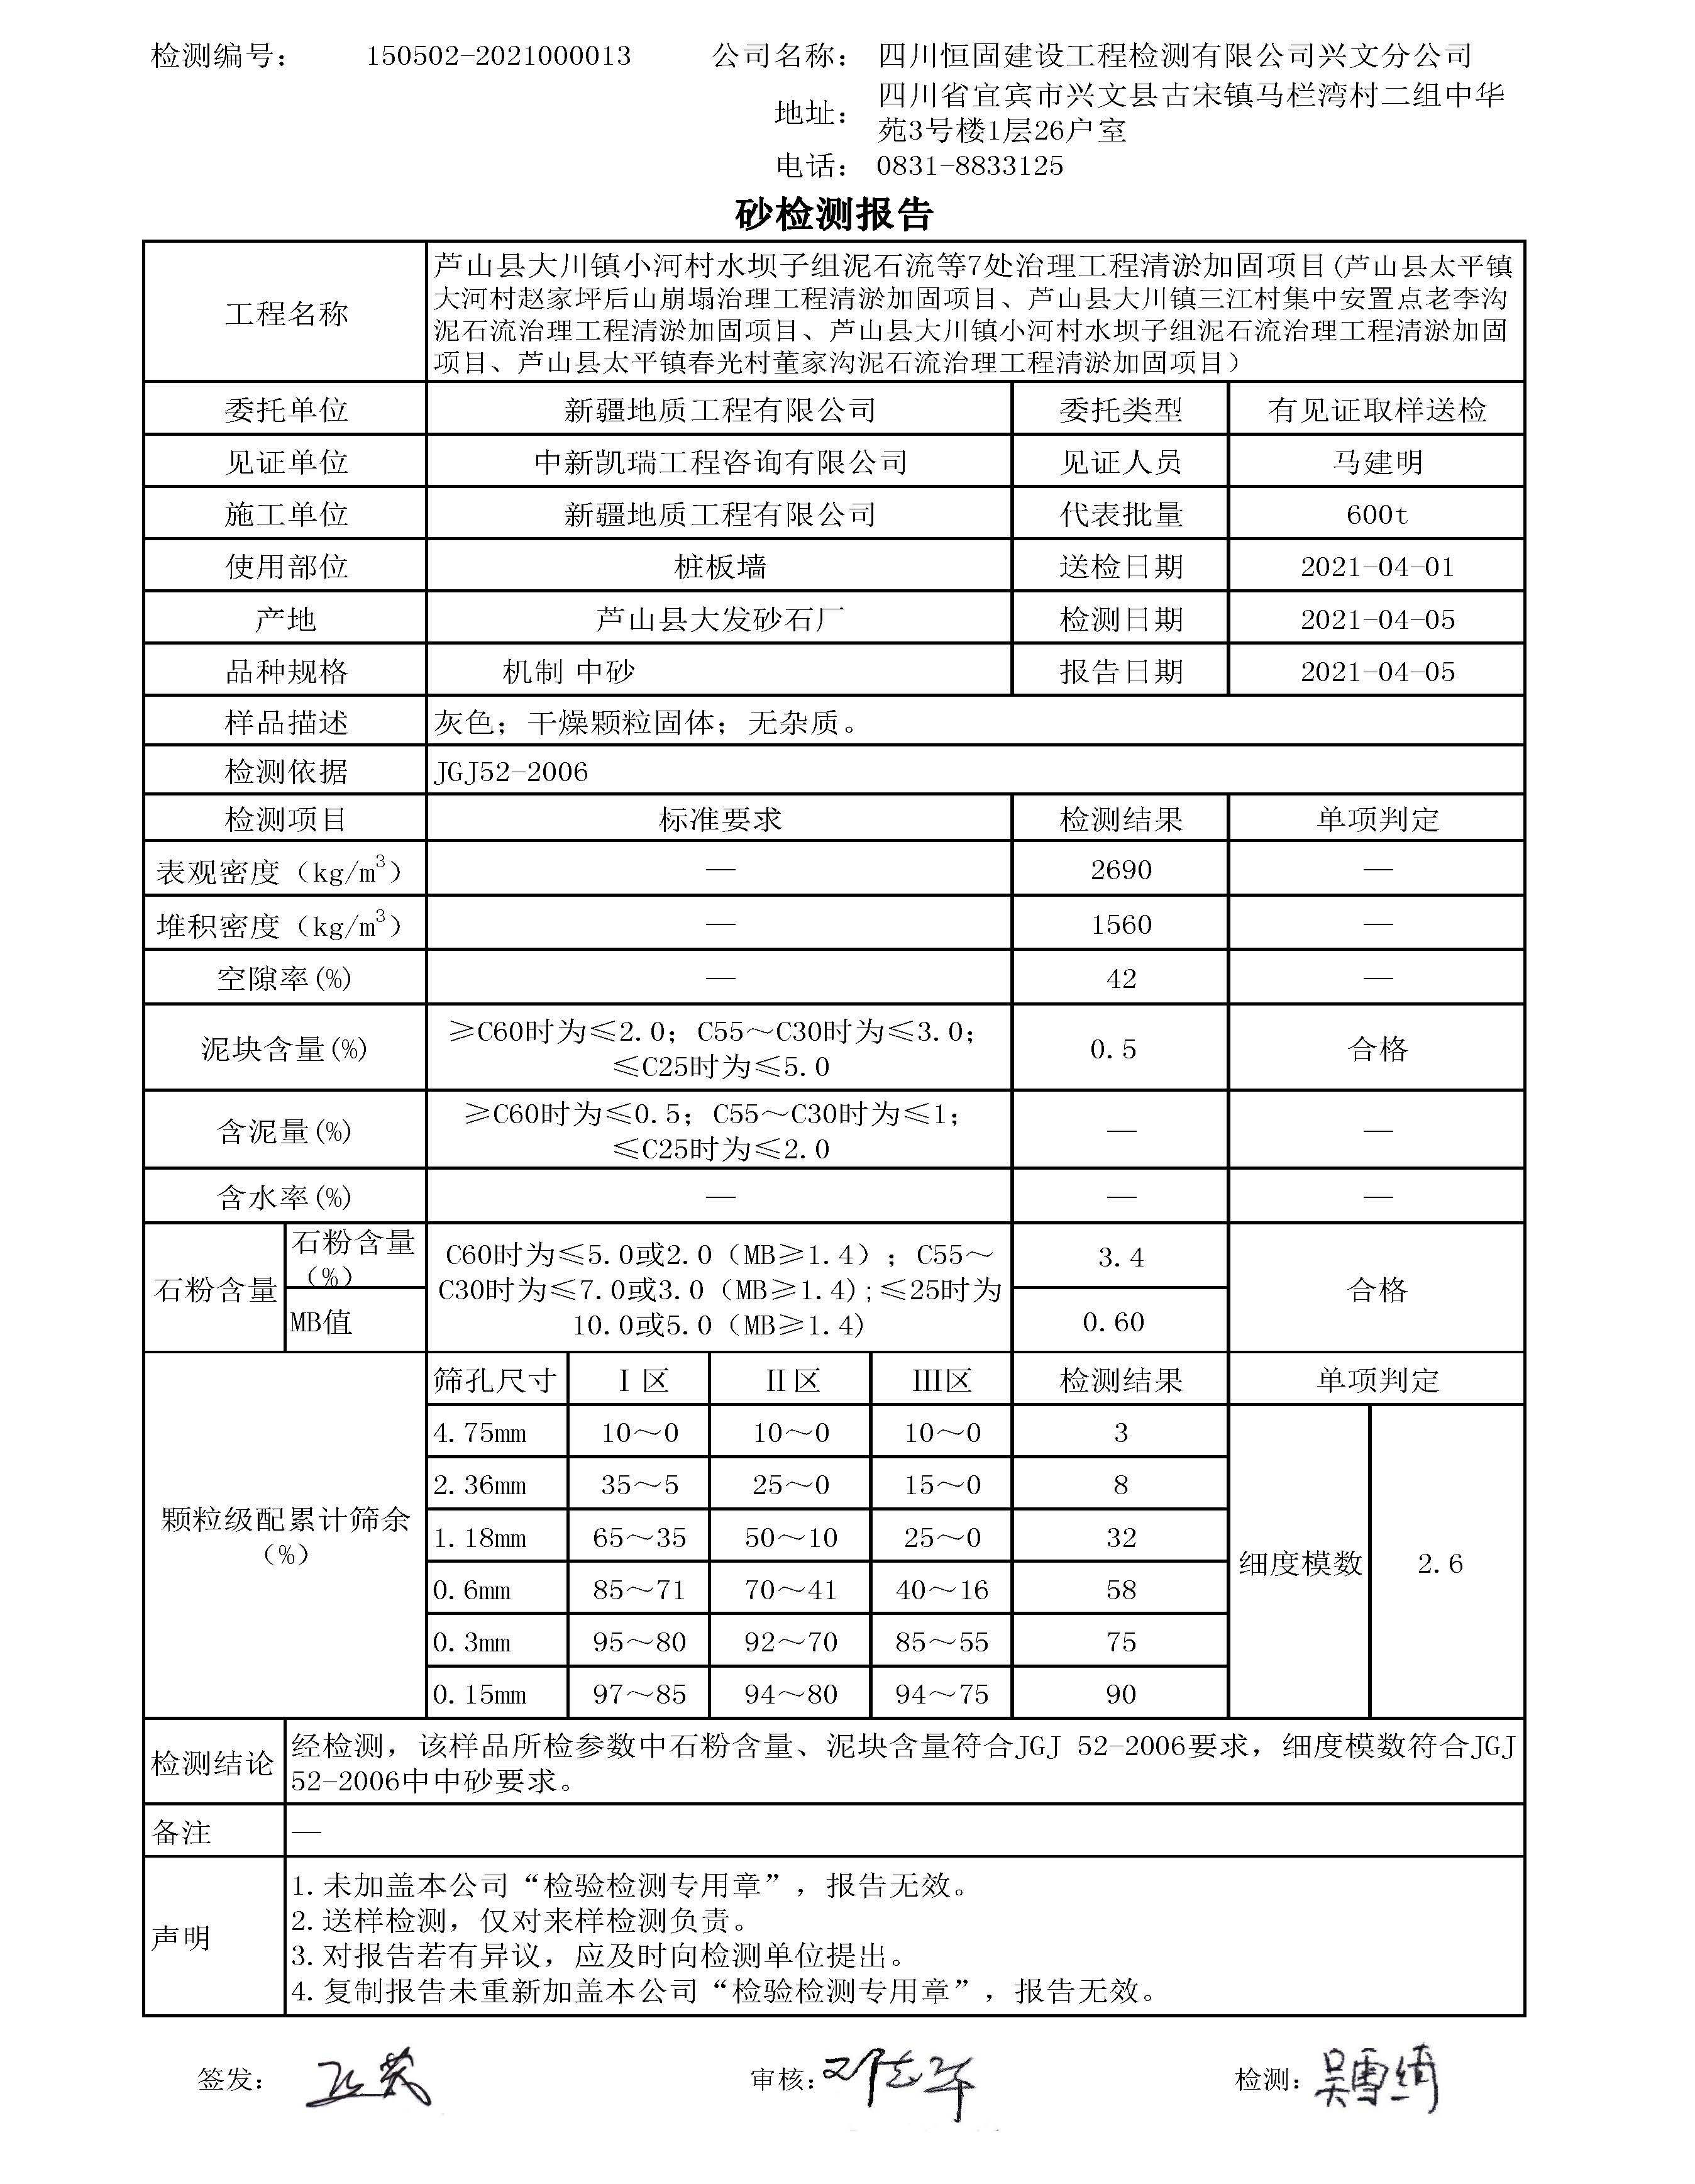 检测编号： 150502-2021000013 公司名称： 四川恒固建设工程检测有限公司兴文分公司
地址： 四川省宜宾市兴文县古宋镇马栏湾村二组中华
苑3号楼1层26户室
电话： 0831-8833125
砂检测报告
工程名称
芦山县大川镇小河村水坝子组泥石流等7处治理工程清淤加固项目(芦山县太平镇
大河村赵家坪后山崩塌治理工程清淤加固项目、芦山县大川镇三江村集中安置点老李沟
泥石流治理工程清淤加固项目、芦山县大川镇小河村水坝子组泥石流治理工程清淤加固
项目、芦山县太平镇春光村董家沟泥石流治理工程清淤加固项目）
委托单位 新疆地质工程有限公司 委托类型 有见证取样送检
见证单位 中新凯瑞工程咨询有限公司 见证人员 马建明
施工单位 新疆地质工程有限公司 代表批量 600t
使用部位 桩板墙 送检日期 2021-04-01
产地 芦山县大发砂石厂 检测日期 2021-04-05
品种规格 机制 中砂 报告日期 2021-04-05
样品描述 灰色；干燥颗粒固体；无杂质。
检测依据 JGJ52-2006
检测项目 标准要求 检测结果 单项判定
表观密度（kg/m³） — 2690 —
堆积密度（kg/m³） — 1560 —
空隙率(%) — 42 —
泥块含量(%) ≥C60时为≤2.0；C55～C30时为≤3.0；
≤C25时为≤5.0 0.5 合格
含泥量(%) ≥C60时为≤0.5；C55～C30时为≤1；
≤C25时为≤2.0 — —
含水率(%) — — —
石粉含量 石粉含量
（%） C60时为≤5.0或2.0（MB≥1.4）；C55～
C30时为≤7.0或3.0（MB≥1.4);≤25时为
10.0或5.0（MB≥1.4) 3.4 合格
MB值 0.60
颗粒级配累计筛余
（%）
筛孔尺寸 Ⅰ区 Ⅱ区 Ⅲ区 检测结果 单项判定
4.75mm 10～0 10～0 10～0 3
2.36mm 35～5 25～0 15～0 8
1.18mm 65～35 50～10 25～0 32
细度模数 2.6
0.6mm 85～71 70～41 40～16 58
0.3mm 95～80 92～70 85～55 75
0.15mm 97～85 94～80 94～75 90
检测结论 经检测，该样品所检参数中石粉含量、泥块含量符合JGJ 52-2006要求，细度模数符合JGJ
52-2006中中砂要求。
备注 —
声明
1.未加盖本公司“检验检测专用章”，报告无效。
2.送样检测，仅对来样检测负责。
3.对报告若有异议，应及时向检测单位提出。
4.复制报告未重新加盖本公司“检验检测专用章”，报告无效。
签发： 审核： 检测：吴雪绮